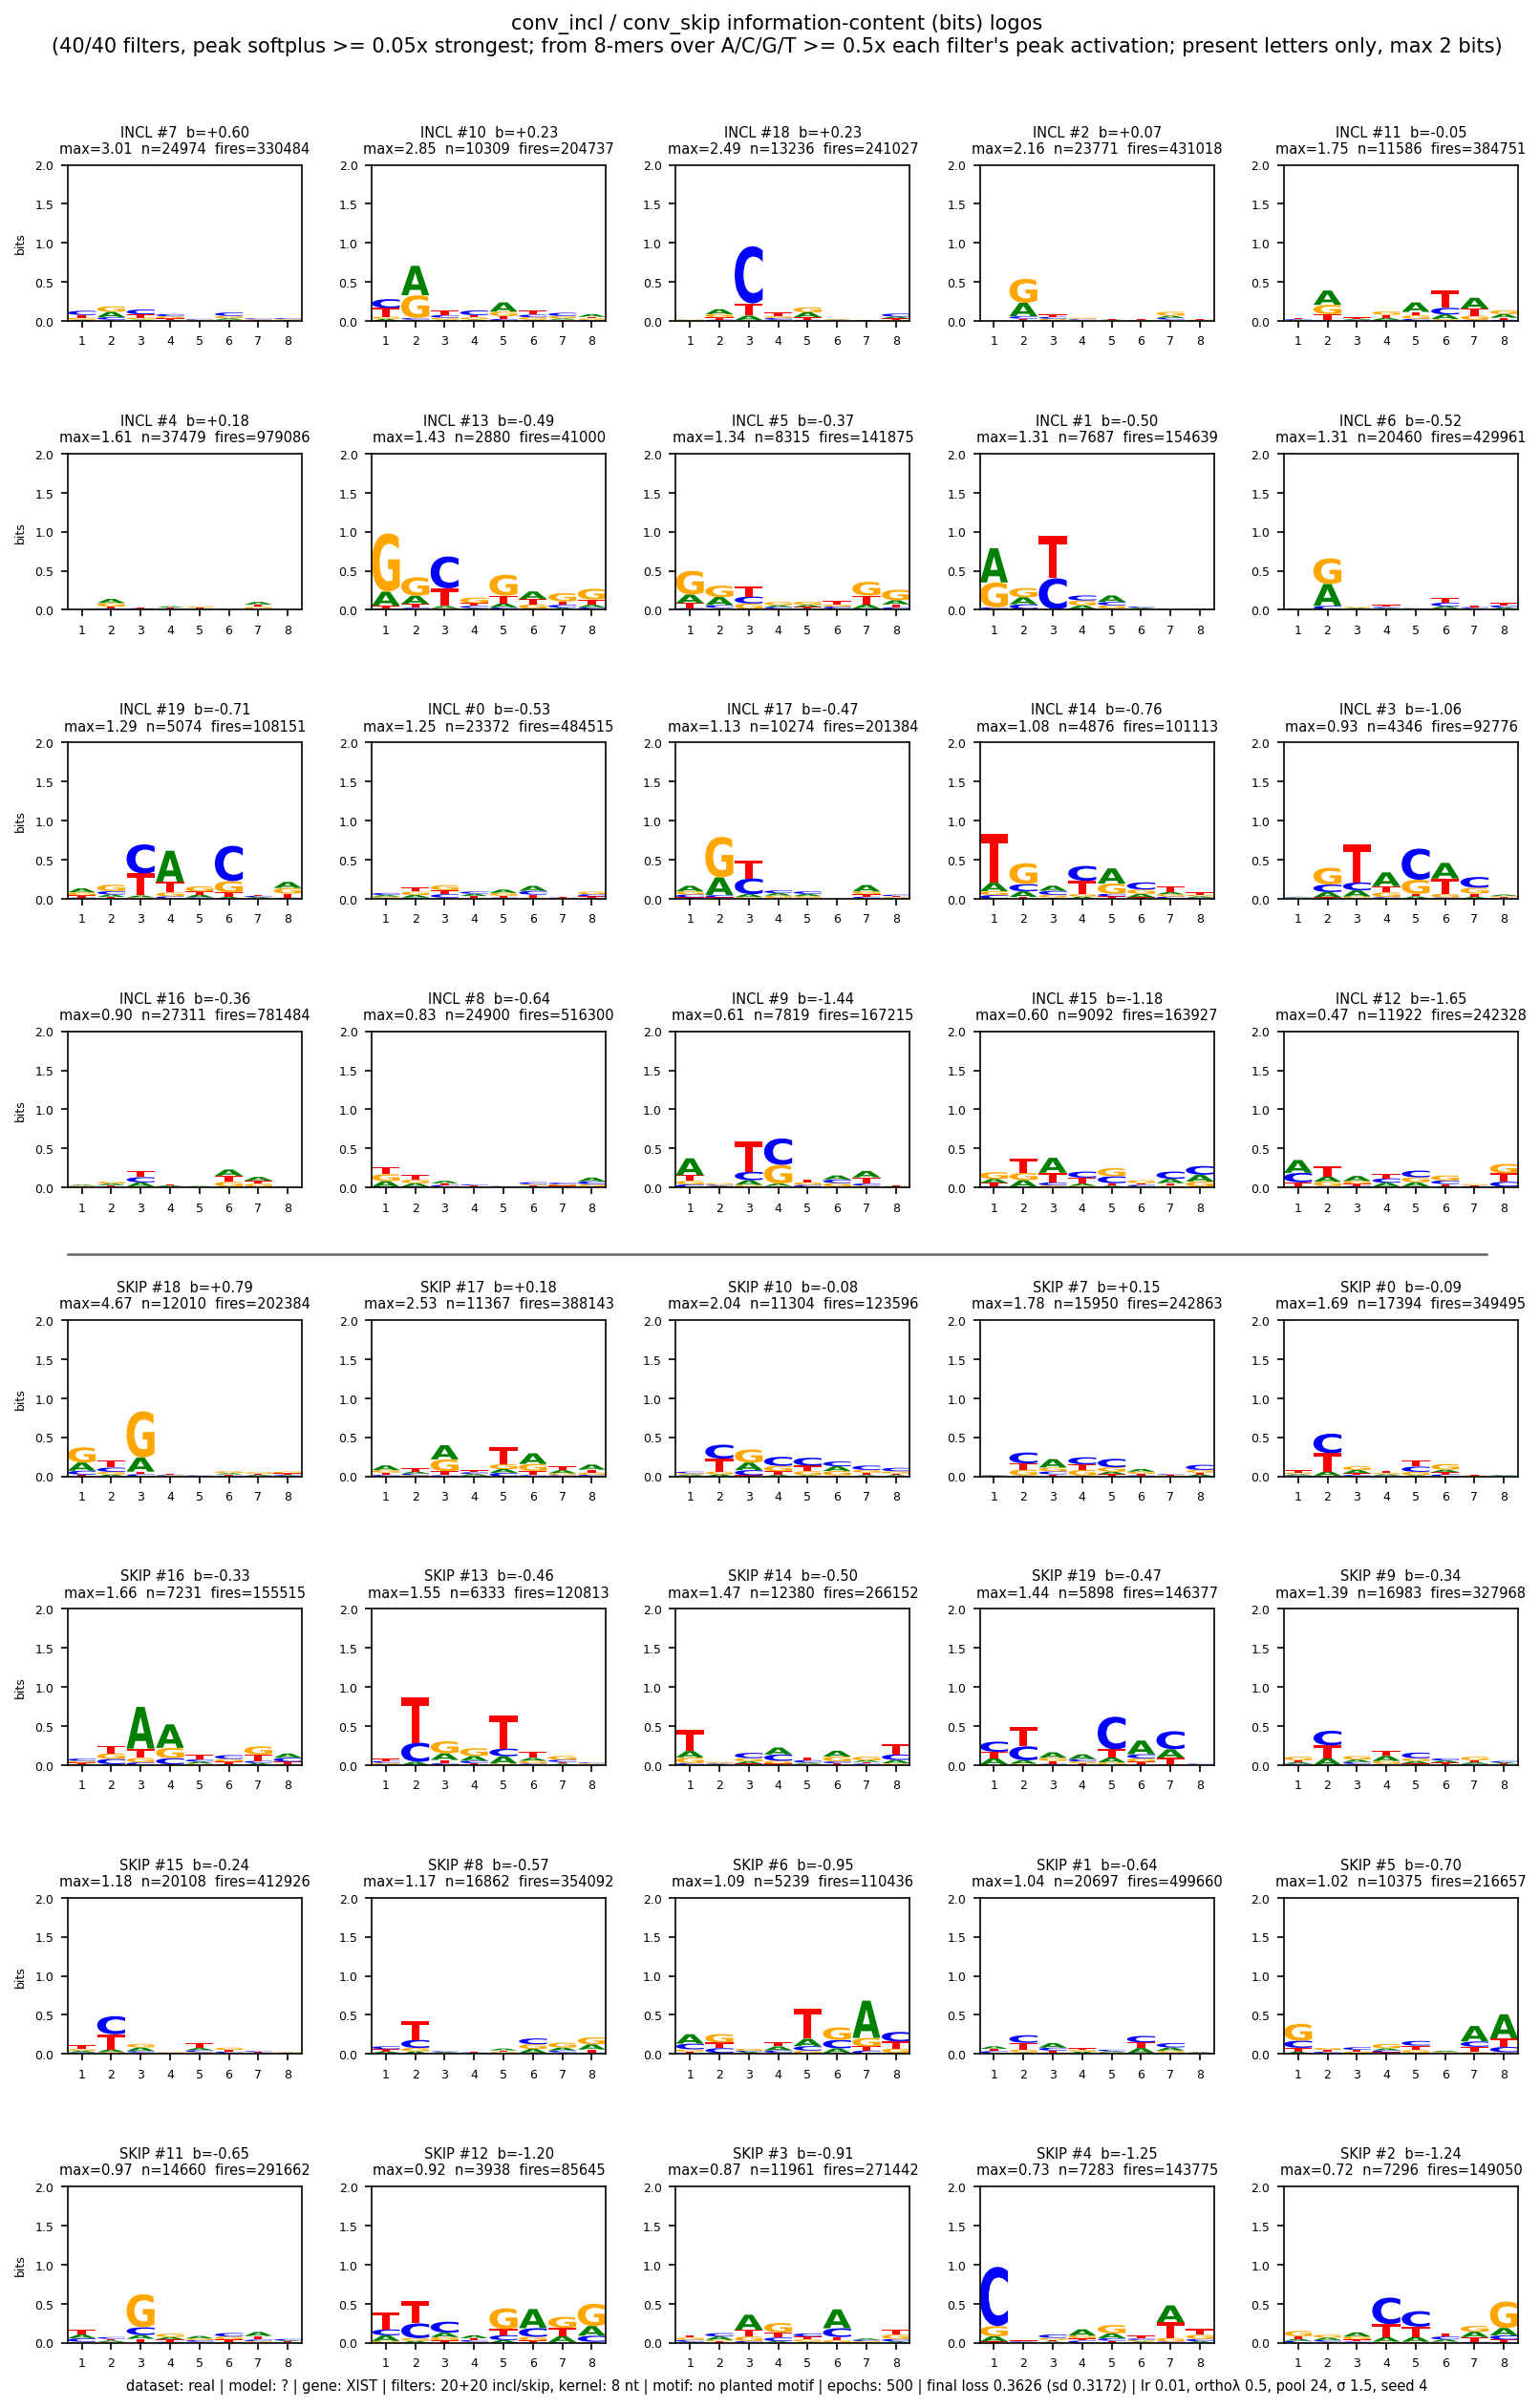 conv_incl / conv_skip information-content (bits) logos
(40/40 filters, peak softplus >= 0.05x strongest; from 8-mers over A/C/G/T >= 0.5x each filter's peak activation; present letters only, max 2 bits)
INCL #7 b=+0.60
max=3.01 n=24974 fires=330484
INCL #10 b=+0.23
max=2.85 n=10309 fires=204737
INCL #18 b=+0.23
max=2.49 n=13236 fires=241027
INCL #2 b=+0.07
max=2.16 n=23771 fires=431018
INCL #11 b=-0.05
max=1.75 n=11586 fires=384751
INCL #4 b=+0.18
max=1.61 n=37479 fires=979086
INCL #13 b=-0.49
max=1.43 n=2880 fires=41000
INCL #5 b=-0.37
max=1.34 n=8315 fires=141875
INCL #1 b=-0.50
max=1.31 n=7687 fires=154639
INCL #6 b=-0.52
max=1.31 n=20460 fires=429961
INCL #19 b=-0.71
max=1.29 n=5074 fires=108151
INCL #0 b=-0.53
max=1.25 n=23372 fires=484515
INCL #17 b=-0.47
max=1.13 n=10274 fires=201384
INCL #14 b=-0.76
max=1.08 n=4876 fires=101113
INCL #3 b=-1.06
max=0.93 n=4346 fires=92776
INCL #16 b=-0.36
max=0.90 n=27311 fires=781484
INCL #8 b=-0.64
max=0.83 n=24900 fires=516300
INCL #9 b=-1.44
max=0.61 n=7819 fires=167215
INCL #15 b=-1.18
max=0.60 n=9092 fires=163927
INCL #12 b=-1.65
max=0.47 n=11922 fires=242328
SKIP #18 b=+0.79
max=4.67 n=12010 fires=202384
SKIP #17 b=+0.18
max=2.53 n=11367 fires=388143
SKIP #10 b=-0.08
max=2.04 n=11304 fires=123596
SKIP #7 b=+0.15
max=1.78 n=15950 fires=242863
SKIP #0 b=-0.09
max=1.69 n=17394 fires=349495
SKIP #16 b=-0.33
max=1.66 n=7231 fires=155515
SKIP #13 b=-0.46
max=1.55 n=6333 fires=120813
SKIP #14 b=-0.50
max=1.47 n=12380 fires=266152
SKIP #19 b=-0.47
max=1.44 n=5898 fires=146377
SKIP #9 b=-0.34
max=1.39 n=16983 fires=327968
SKIP #15 b=-0.24
max=1.18 n=20108 fires=412926
SKIP #8 b=-0.57
max=1.17 n=16862 fires=354092
SKIP #6 b=-0.95
max=1.09 n=5239 fires=110436
SKIP #1 b=-0.64
max=1.04 n=20697 fires=499660
SKIP #5 b=-0.70
max=1.02 n=10375 fires=216657
SKIP #11 b=-0.65
max=0.97 n=14660 fires=291662
SKIP #12 b=-1.20
max=0.92 n=3938 fires=85645
SKIP #3 b=-0.91
max=0.87 n=11961 fires=271442
SKIP #4 b=-1.25
max=0.73 n=7283 fires=143775
SKIP #2 b=-1.24
max=0.72 n=7296 fires=149050
dataset: real | model: ? | gene: XIST | filters: 20+20 incl/skip, kernel: 8 nt | motif: no planted motif | epochs: 500 | final loss 0.3626 (sd 0.3172) | lr 0.01, orthoλ 0.5, pool 24, σ 1.5, seed 4